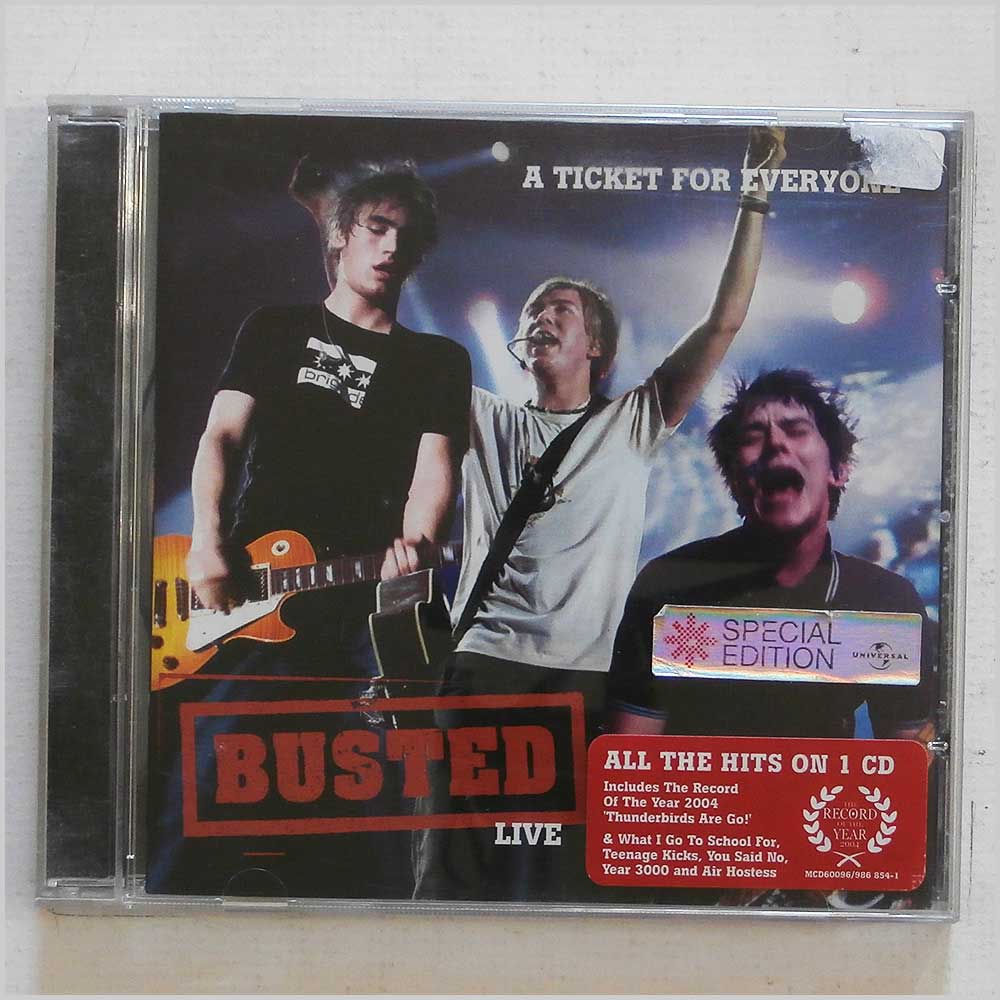 A TICKET FOR EVERYONE
SPECIAL
EDITION
UNIVERSAL
BUSTED
LIVE
ALL THE HITS ON 1 CD
Includes The Record
Of The Year 2004
'Thunderbirds Are Go!'
& What I Go To School For,
Teenage Kicks, You Said No,
Year 3000 and Air Hostess
THE
RECORD
OF THE
YEAR
2004
MCD60096/986 854-1